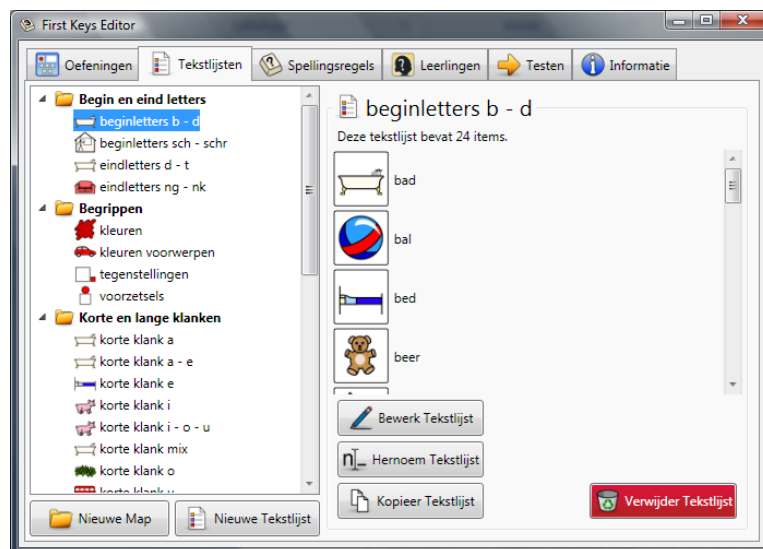 First Keys Editor
Oefeningen
Tekstlijsten
Spellingsregels
Leerlingen
Testen
Informatie
Begin en eind letters
beginletters b - d
beginletters sch - schr
eindletters d - t
eindletters ng - nk
Begrippen
kleuren
kleuren voorwerpen
tegenstellingen
voorzetsels
Korte en lange klanken
korte klank a
korte klank a - e
korte klank e
korte klank i
korte klank i - o - u
korte klank mix
korte klank o
korte klank u
Nieuwe Map
Nieuwe Tekstlijst
beginletters b - d
Deze tekstlijst bevat 24 items.
bad
bal
bed
beer
Bewerk Tekstlijst
Hernoem Tekstlijst
Kopieer Tekstlijst
Verwijder Tekstlijst